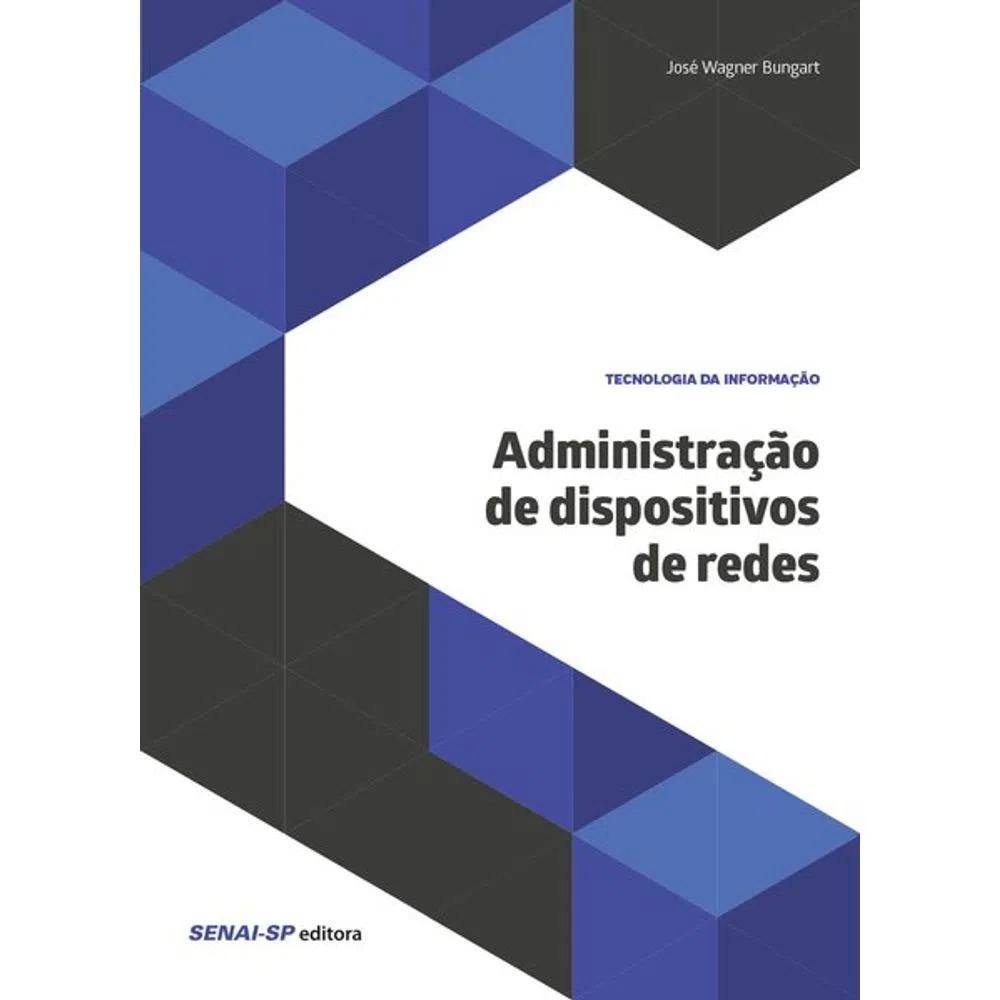 José Wagner Bungart
TECNOLOGIA DA INFORMAÇÃO
Administração
de dispositivos
de redes
SENAI-SP editora